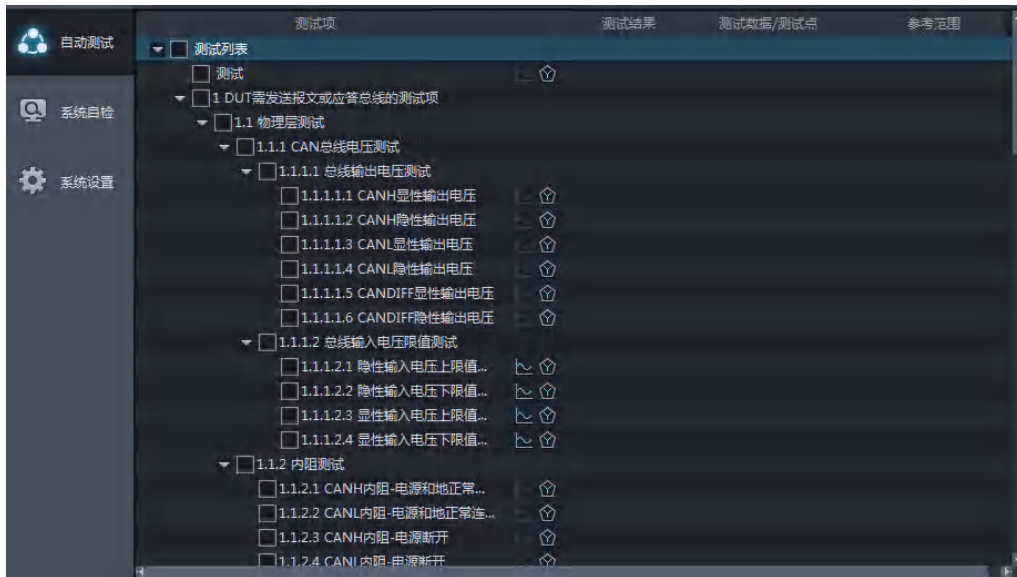 测试项 测试结果 测试数据/测试点 参考范围
自动测试
系统自检
系统设置
测试列表
测试
1 DUT需发送报文或应答总线的测试项
1.1 物理层测试
1.1.1 CAN总线电压测试
1.1.1.1 总线输出电压测试
1.1.1.1.1 CANH显性输出电压
1.1.1.1.2 CANH隐性输出电压
1.1.1.1.3 CANL显性输出电压
1.1.1.1.4 CANL隐性输出电压
1.1.1.1.5 CANDIFF显性输出电压
1.1.1.1.6 CANDIFF隐性输出电压
1.1.1.2 总线输入电压限值测试
1.1.1.2.1 隐性输入电压上限值...
1.1.1.2.2 隐性输入电压下限值...
1.1.1.2.3 显性输入电压上限值...
1.1.1.2.4 显性输入电压下限值...
1.1.2 内阻测试
1.1.2.1 CANH内阻-电源和地正常...
1.1.2.2 CANL内阻-电源和地正常连...
1.1.2.3 CANH内阻-电源断开
1.1.2.4 CANL内阻-电源断开